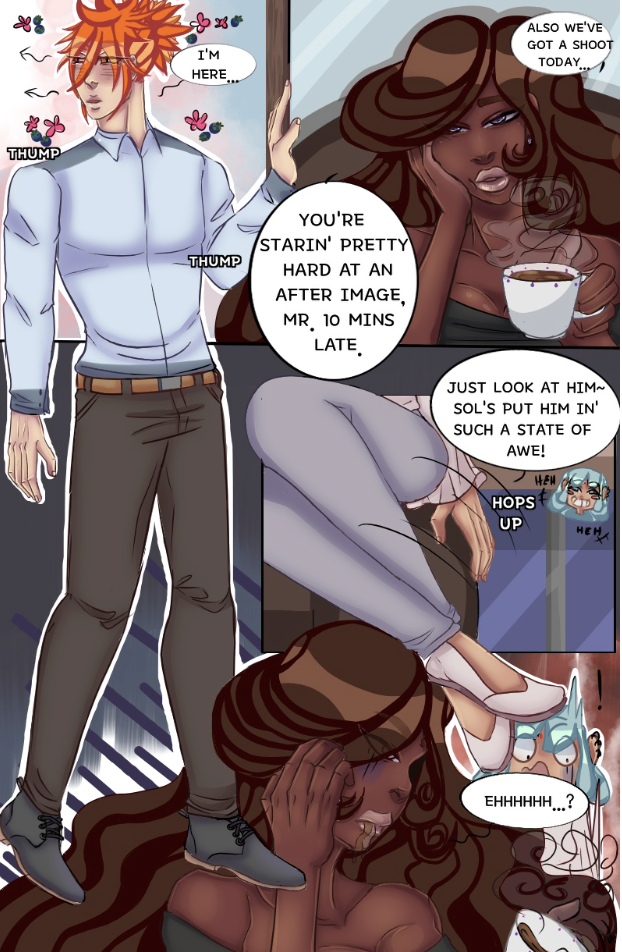 I'M
HERE...
THUMP
THUMP
ALSO WE'VE
GOT A SHOOT
TODAY...
YOU'RE
STARIN' PRETTY
HARD AT AN
AFTER IMAGE,
MR. 10 MINS
LATE.
JUST LOOK AT HIM~
SOL'S PUT HIM IN'
SUCH A STATE OF
AWE!
HEH
HEH
HOPS
UP
!
EHHHHHH...?